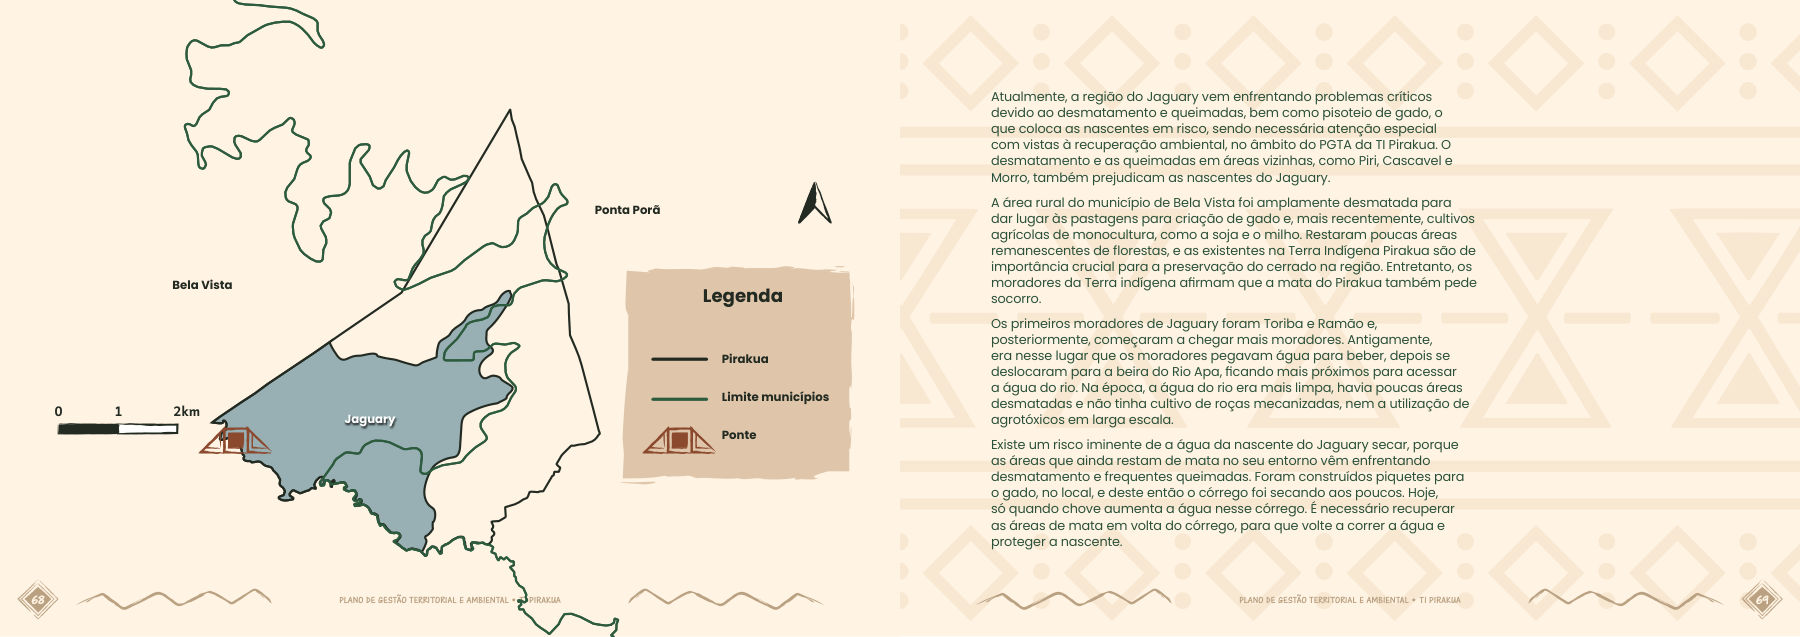 Ponta Porã
Bela Vista
Legenda
Pirakua
Limite municípios
Ponte
0 1 2km
Jaguary
68
PLANO DE GESTÃO TERRITORIAL E AMBIENTAL • TI PIRAKUA
Atualmente, a região do Jaguary vem enfrentando problemas críticos
devido ao desmatamento e queimadas, bem como pisoteio de gado, o
que coloca as nascentes em risco, sendo necessária atenção especial
com vistas à recuperação ambiental, no âmbito do PGTA da TI Pirakua. O
desmatamento e as queimadas em áreas vizinhas, como Piri, Cascavel e
Morro, também prejudicam as nascentes do Jaguary.
A área rural do município de Bela Vista foi amplamente desmatada para
dar lugar às pastagens para criação de gado e, mais recentemente, cultivos
agrícolas de monocultura, como a soja e o milho. Restaram poucas áreas
remanescentes de florestas, e as existentes na Terra Indígena Pirakua são de
importância crucial para a preservação do cerrado na região. Entretanto, os
moradores da Terra indígena afirmam que a mata do Pirakua também pede
socorro.
Os primeiros moradores de Jaguary foram Toriba e Ramão e,
posteriormente, começaram a chegar mais moradores. Antigamente,
era nesse lugar que os moradores pegavam água para beber, depois se
deslocaram para a beira do Rio Apa, ficando mais próximos para acessar
a água do rio. Na época, a água do rio era mais limpa, havia poucas áreas
desmatadas e não tinha cultivo de roças mecanizadas, nem a utilização de
agrotóxicos em larga escala.
Existe um risco iminente de a água da nascente do Jaguary secar, porque
as áreas que ainda restam de mata no seu entorno vêm enfrentando
desmatamento e frequentes queimadas. Foram construídos piquetes para
o gado, no local, e deste então o córrego foi secando aos poucos. Hoje,
só quando chove aumenta a água nesse córrego. É necessário recuperar
as áreas de mata em volta do córrego, para que volte a correr a água e
proteger a nascente.
PLANO DE GESTÃO TERRITORIAL E AMBIENTAL • TI PIRAKUA
69